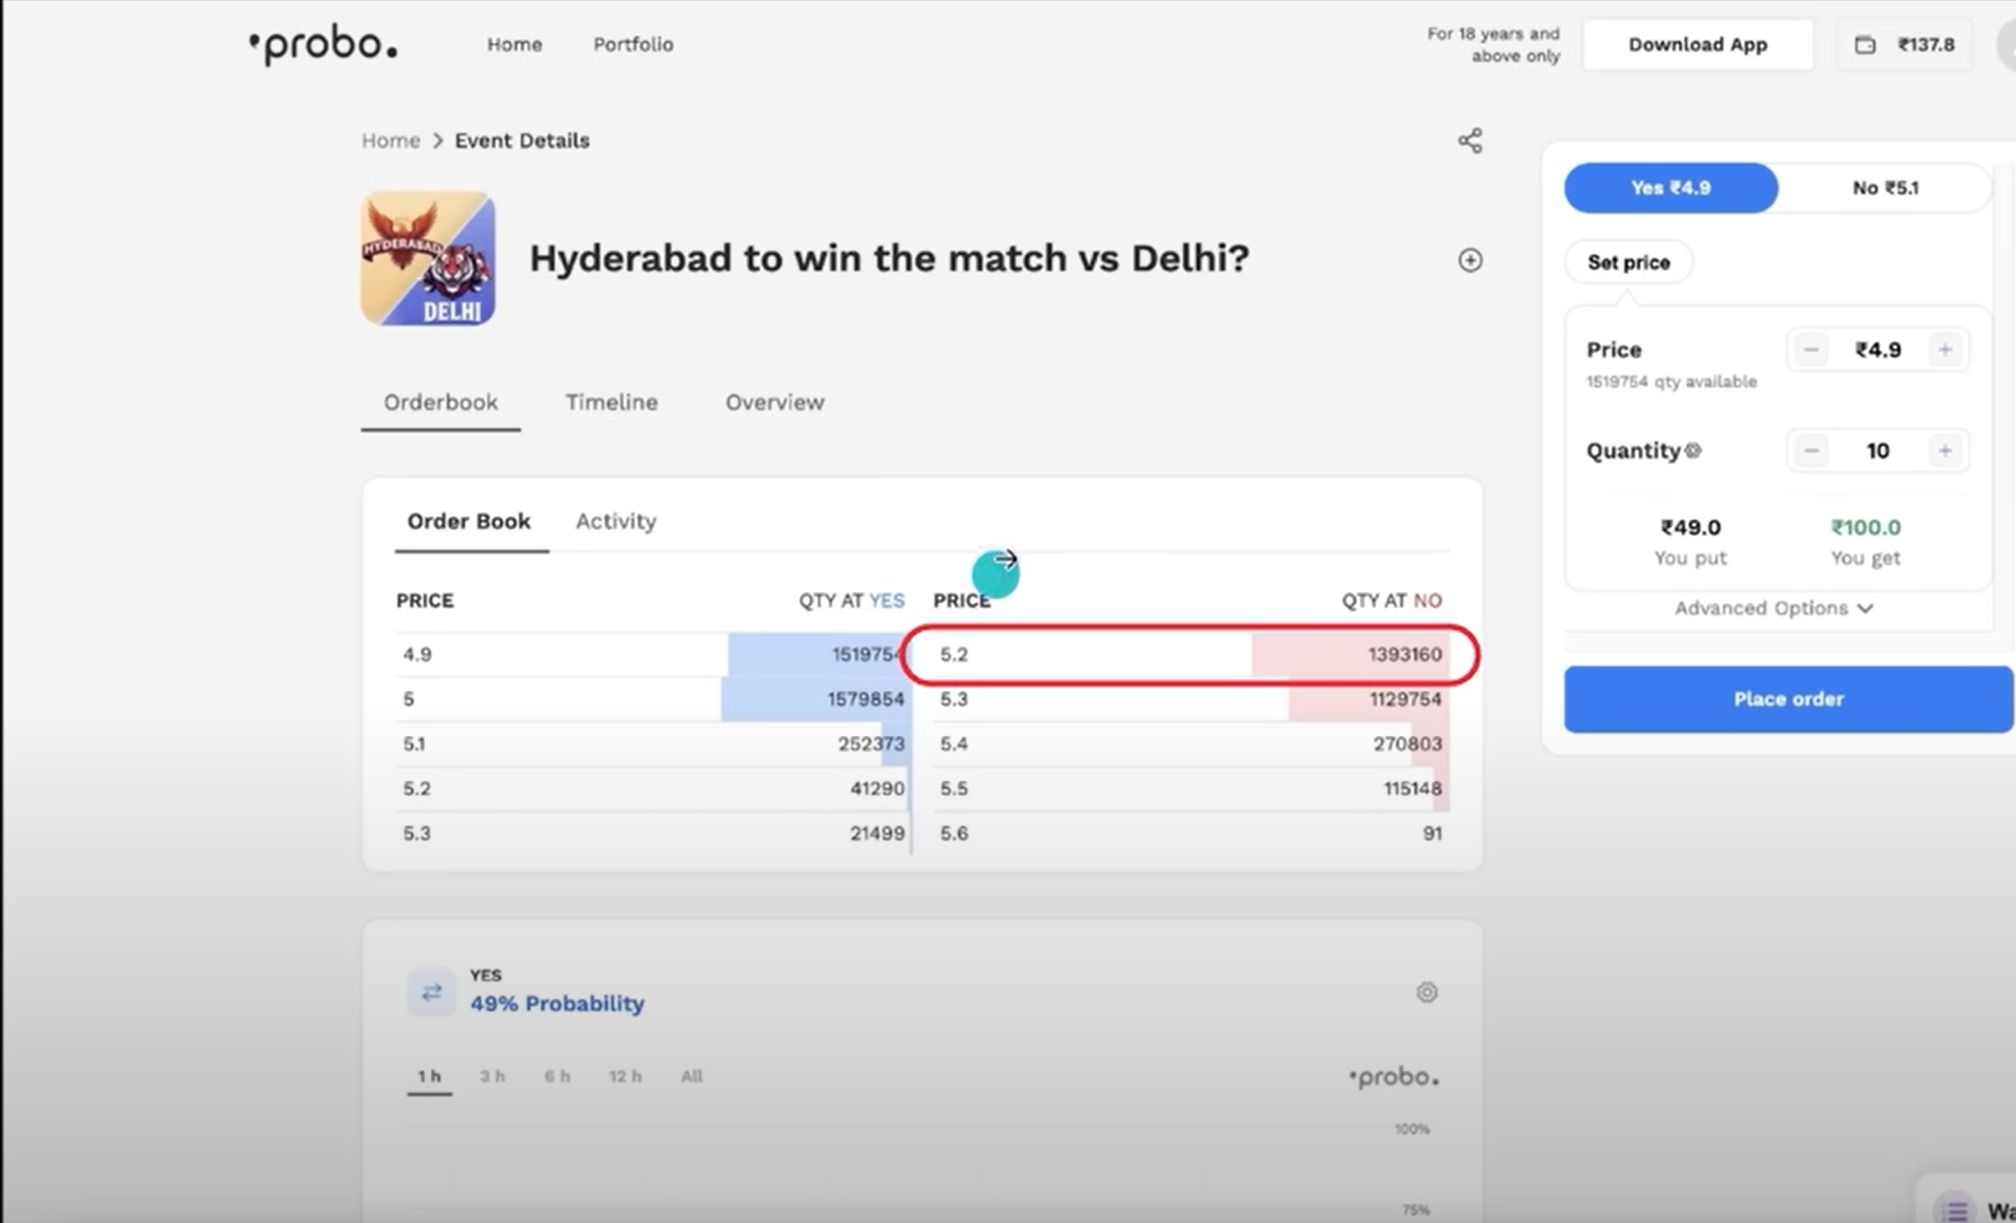 probo.
Home
Portfolio
For 18 years and
above only
Download App
₹137.8
Home > Event Details
HYDERABAD
DELHI
Hyderabad to win the match vs Delhi?
Yes ₹4.9
No ₹5.1
Set price
Price
₹4.9
1519754 qty available
Quantity
10
₹49.0
₹100.0
You put
You get
Advanced Options
Place order
Orderbook
Timeline
Overview
Order Book
Activity
PRICE QTY AT YES PRICE QTY AT NO
4.9 1519754 5.2 1393160
5 1579854 5.3 1129754
5.1 252373 5.4 270803
5.2 41290 5.5 115148
5.3 21499 5.6 91
YES
49% Probability
1 h 3 h 6 h 12 h All
probo.
100%
75%